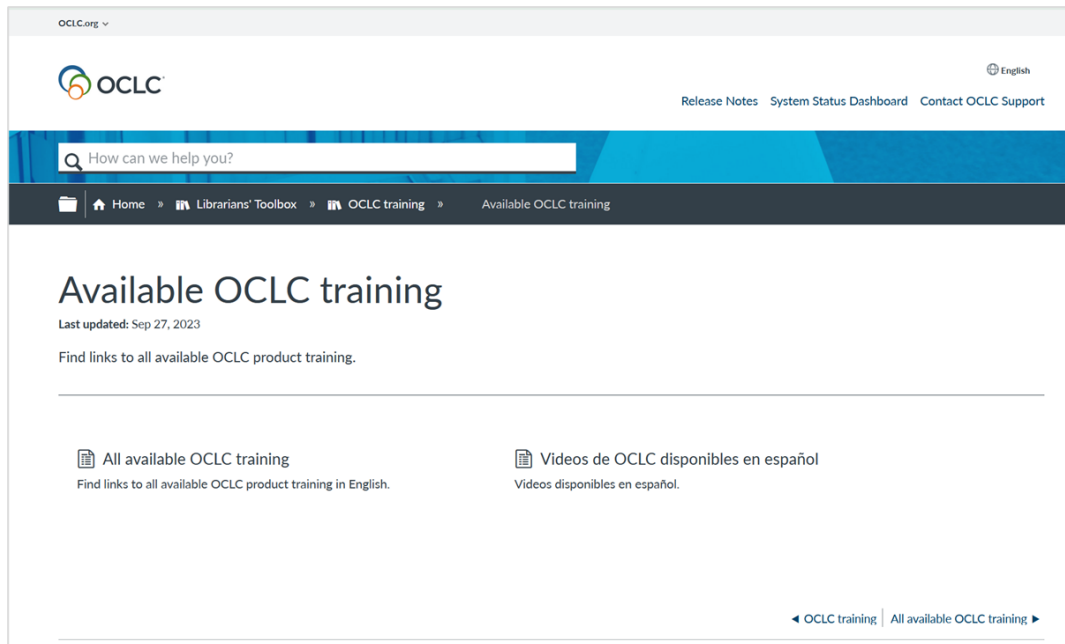 OCLC.org
OCLC
English
Release Notes System Status Dashboard Contact OCLC Support
How can we help you?
Home » Librarians' Toolbox » OCLC training » Available OCLC training
Available OCLC training
Last updated: Sep 27, 2023
Find links to all available OCLC product training.
All available OCLC training
Find links to all available OCLC product training in English.
Videos de OCLC disponibles en español
Videos disponibles en español.
◄ OCLC training | All available OCLC training ►